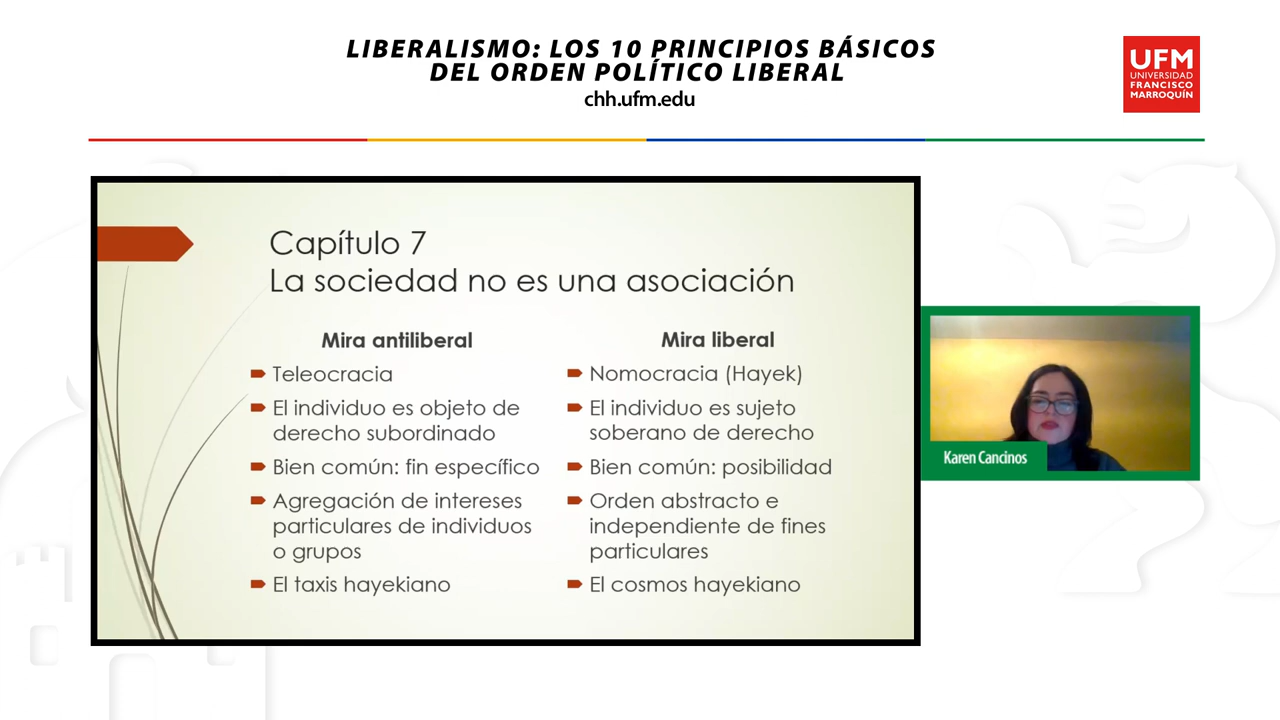 LIBERALISMO: LOS 10 PRINCIPIOS BÁSICOS
DEL ORDEN POLÍTICO LIBERAL
chh.ufm.edu
UFM
UNIVERSIDAD
FRANCISCO
MARROQUÍN
Capítulo 7
La sociedad no es una asociación
Mira antiliberal
Teleocracia
El individuo es objeto de
derecho subordinado
Bien común: fin específico
Agregación de intereses
particulares de individuos
o grupos
El taxis hayekiano
Mira liberal
Nomocracia (Hayek)
El individuo es sujeto
soberano de derecho
Bien común: posibilidad
Orden abstracto e
independiente de fines
particulares
El cosmos hayekiano
Karen Cancinos